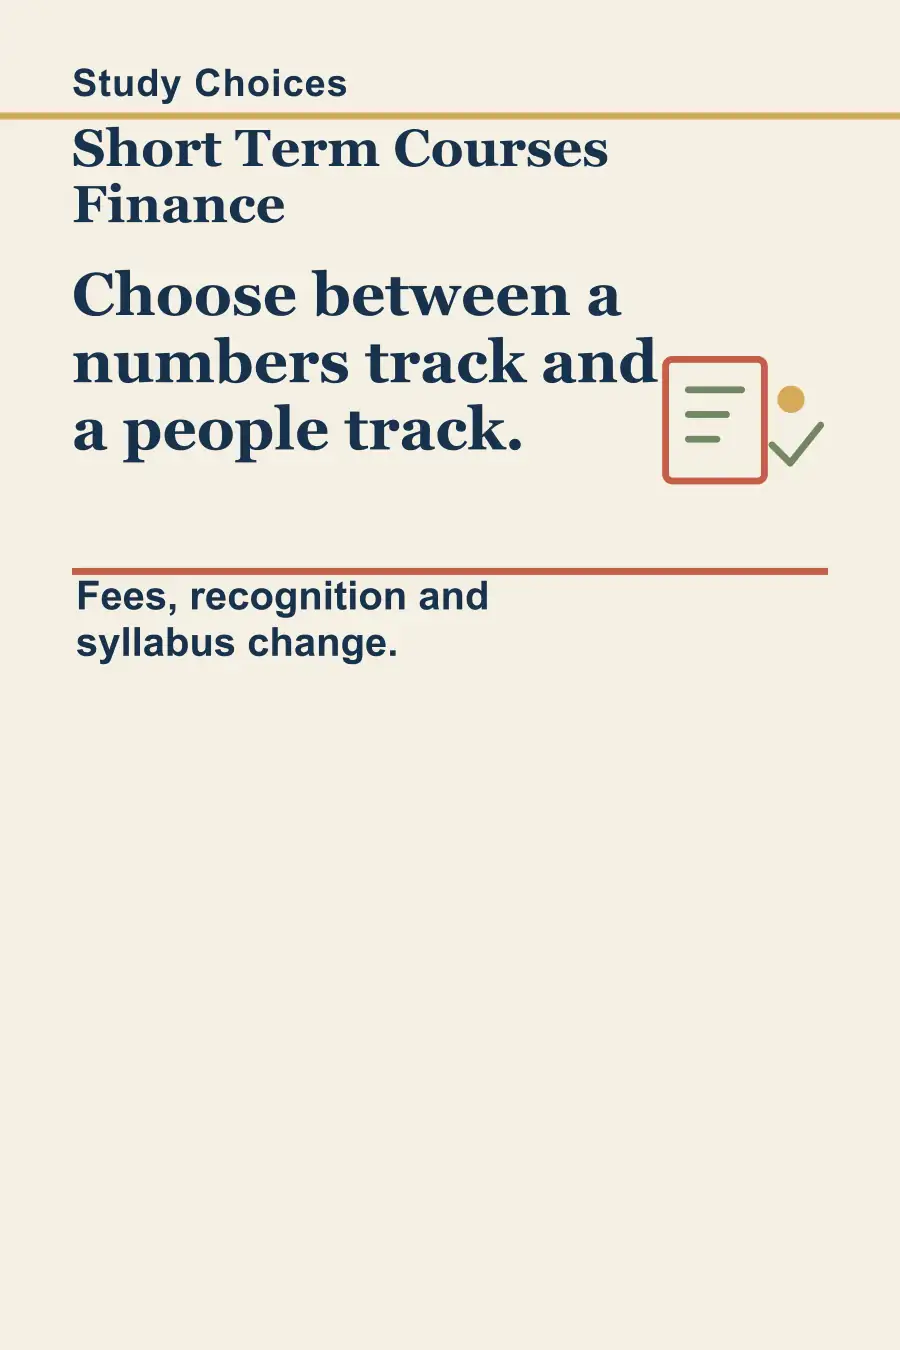 Study Choices
Short Term Courses
Finance
Choose between a
numbers track and
a people track.
Fees, recognition and
syllabus change.